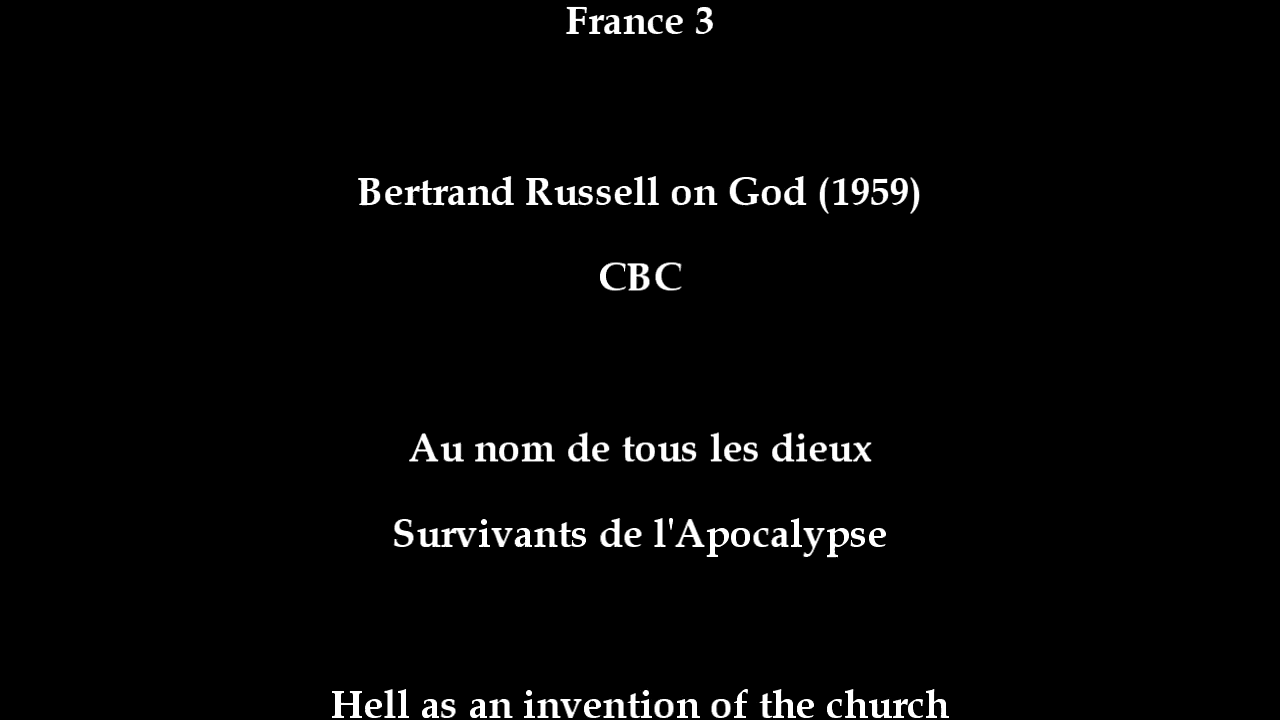 France 3
Bertrand Russell on God (1959)
CBC
Au nom de tous les dieux
Survivants de l'Apocalypse
Hell as an invention of the church